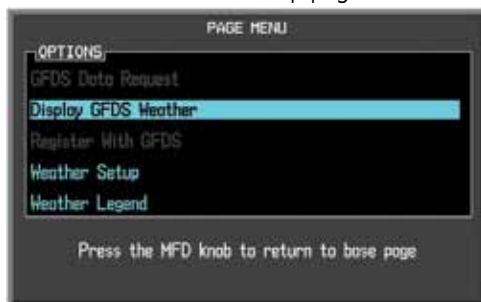 PAGE MENU
OPTIONS
GFDS Data Request
Display GFDS Weather
Register With GFDS
Weather Setup
Weather Legend
Press the MFD knob to return to base page